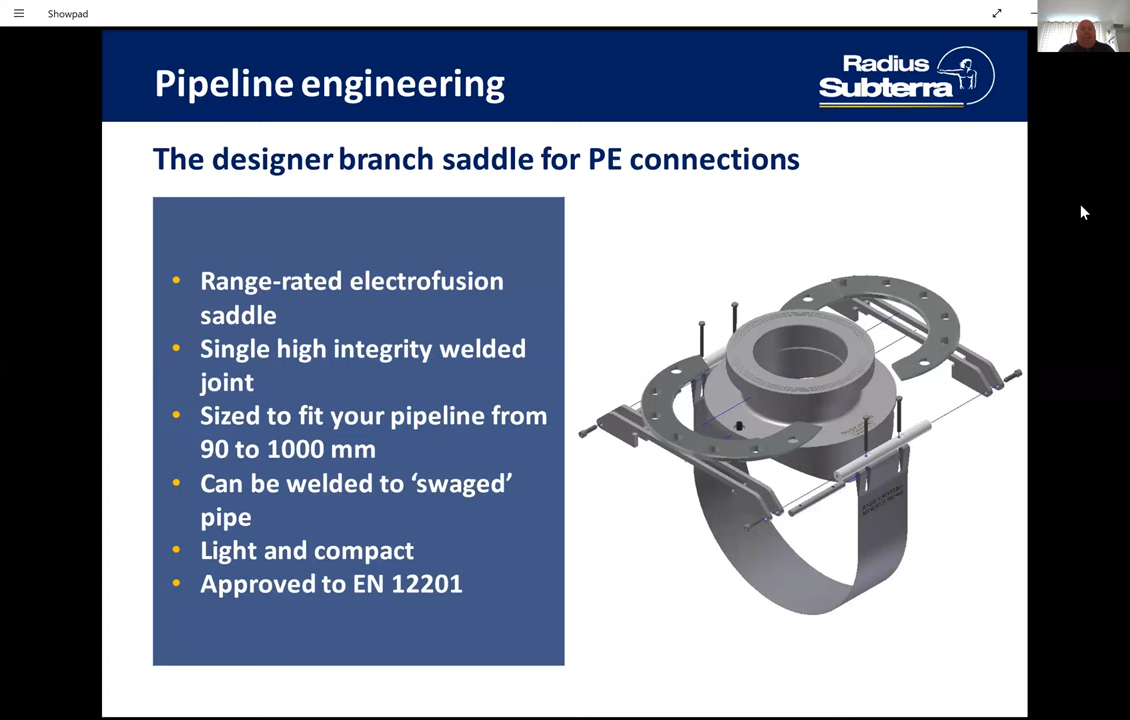 Showpad
Pipeline engineering
Radius
Subterra
The designer branch saddle for PE connections
• Range-rated electrofusion
saddle
• Single high integrity welded
joint
• Sized to fit your pipeline from
90 to 1000 mm
• Can be welded to ‘swaged’
pipe
• Light and compact
• Approved to EN 12201